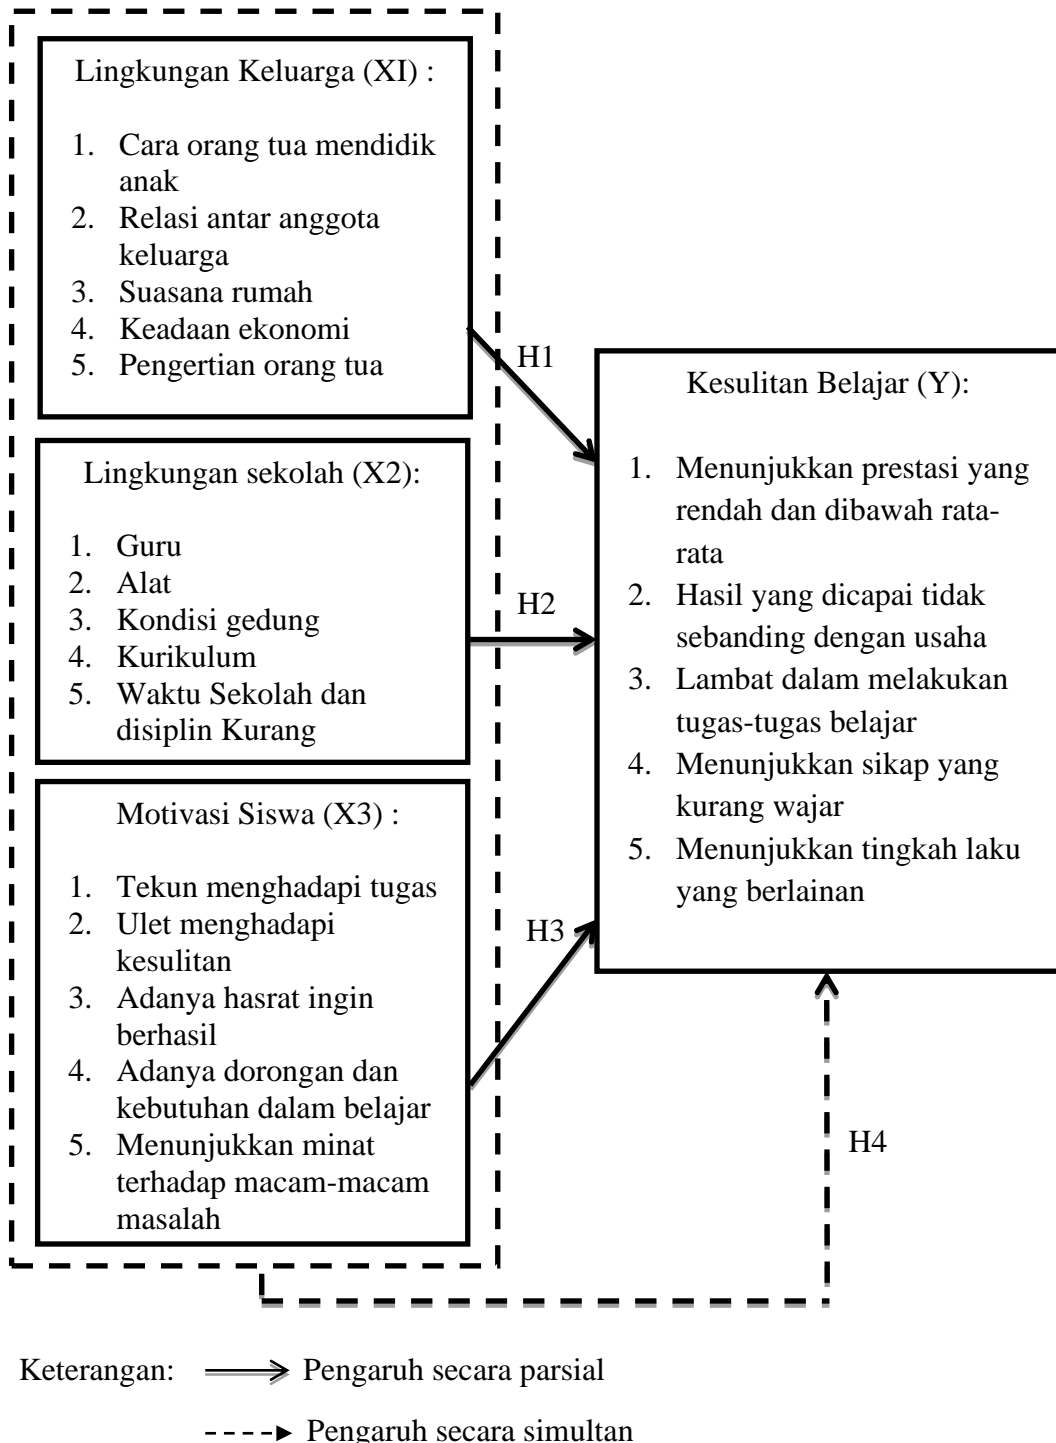 Lingkungan Keluarga (XI) :
1. Cara orang tua mendidik
anak
2. Relasi antar anggota
keluarga
3. Suasana rumah
4. Keadaan ekonomi
5. Pengertian orang tua
H1
Lingkungan sekolah (X2):
1. Guru
2. Alat
3. Kondisi gedung
4. Kurikulum
5. Waktu Sekolah dan
disiplin Kurang
H2
Motivasi Siswa (X3) :
1. Tekun menghadapi tugas
2. Ulet menghadapi
kesulitan
3. Adanya hasrat ingin
berhasil
4. Adanya dorongan dan
kebutuhan dalam belajar
5. Menunjukkan minat
terhadap macam-macam
masalah
H3
Kesulitan Belajar (Y):
1. Menunjukkan prestasi yang
rendah dan dibawah rata-
rata
2. Hasil yang dicapai tidak
sebanding dengan usaha
3. Lambat dalam melakukan
tugas-tugas belajar
4. Menunjukkan sikap yang
kurang wajar
5. Menunjukkan tingkah laku
yang berlainan
H4
Keterangan: Pengaruh secara parsial
Pengaruh secara simultan